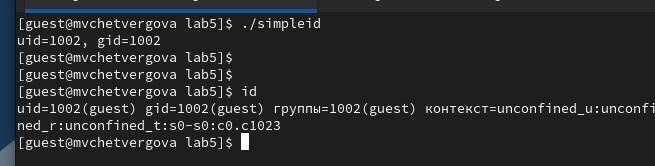 [guest@mvchetvergova lab5]$ ./simpleid
uid=1002, gid=1002
[guest@mvchetvergova lab5]$
[guest@mvchetvergova lab5]$
[guest@mvchetvergova lab5]$ id
uid=1002(guest) gid=1002(guest) группы=1002(guest) контекст=unconfined_u:unconfi
ned_r:unconfined_t:s0-s0:c0.c1023
[guest@mvchetvergova lab5]$